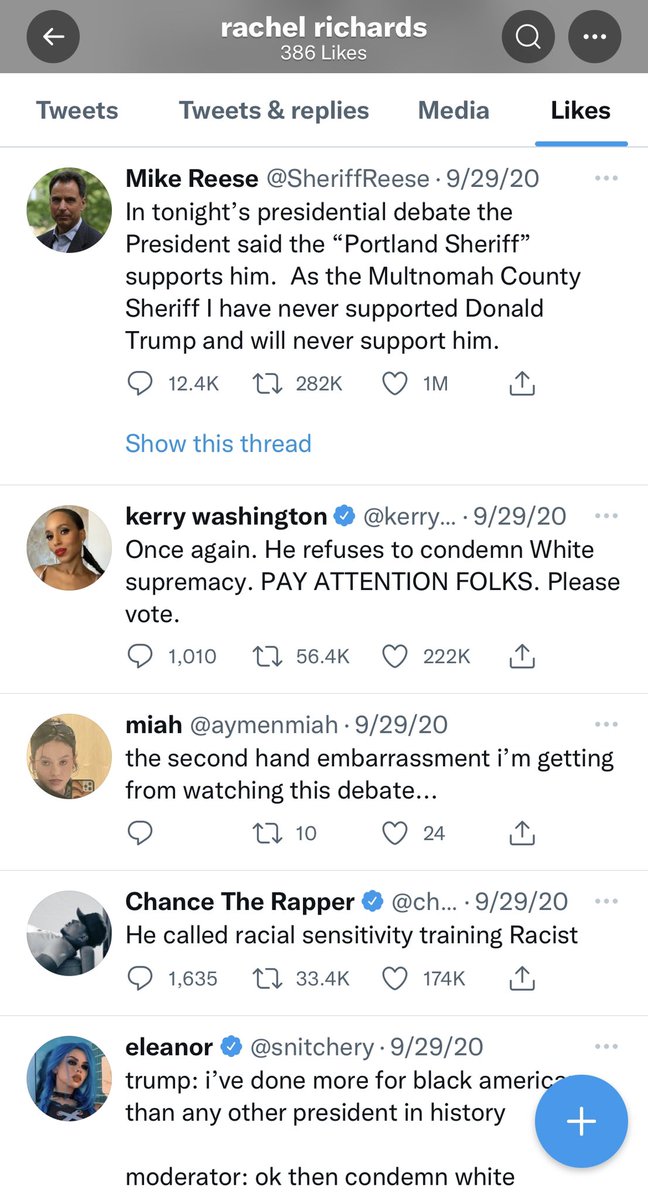 rachel richards
386 Likes
Tweets Tweets & replies Media Likes
Mike Reese @SheriffReese · 9/29/20
In tonight’s presidential debate the
President said the “Portland Sheriff”
supports him.  As the Multnomah County
Sheriff I have never supported Donald
Trump and will never support him.
12.4K 282K 1M
Show this thread
kerry washington @kerry... · 9/29/20
Once again. He refuses to condemn White
supremacy. PAY ATTENTION FOLKS. Please
vote.
1,010 56.4K 222K
miah @aymenmiah · 9/29/20
the second hand embarrassment i’m getting
from watching this debate...
10 24
Chance The Rapper @ch... · 9/29/20
He called racial sensitivity training Racist
1,635 33.4K 174K
eleanor @snitchery · 9/29/20
trump: i’ve done more for black america
than any other president in history
moderator: ok then condemn white